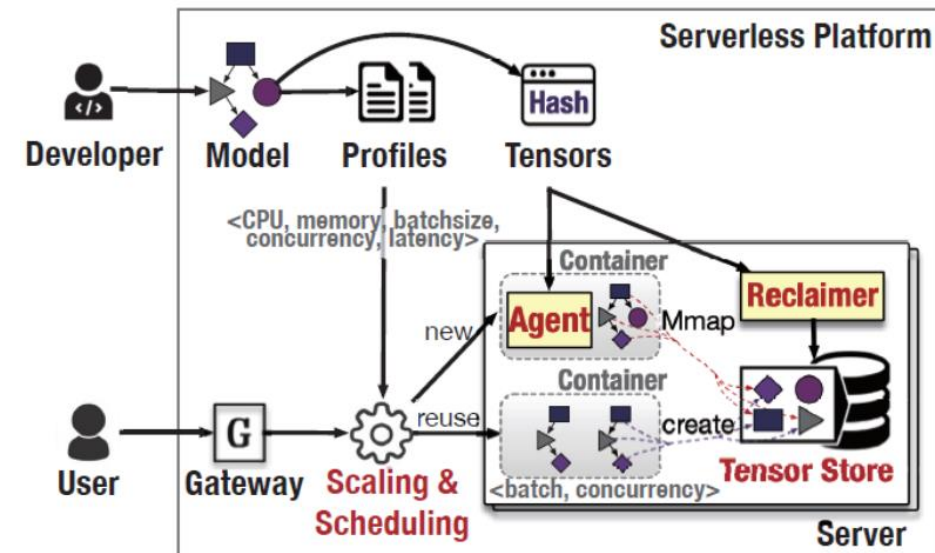 Serverless Platform
</>
Hash
Developer
Model
Profiles
Tensors
<CPU, memory, batchsize,
concurrency, latency>
Container
Agent
Reclaimer
new
Mmap
Container
reuse
create
G
User
Gateway
Scaling &
Scheduling
<batch, concurrency>
Tensor Store
Server